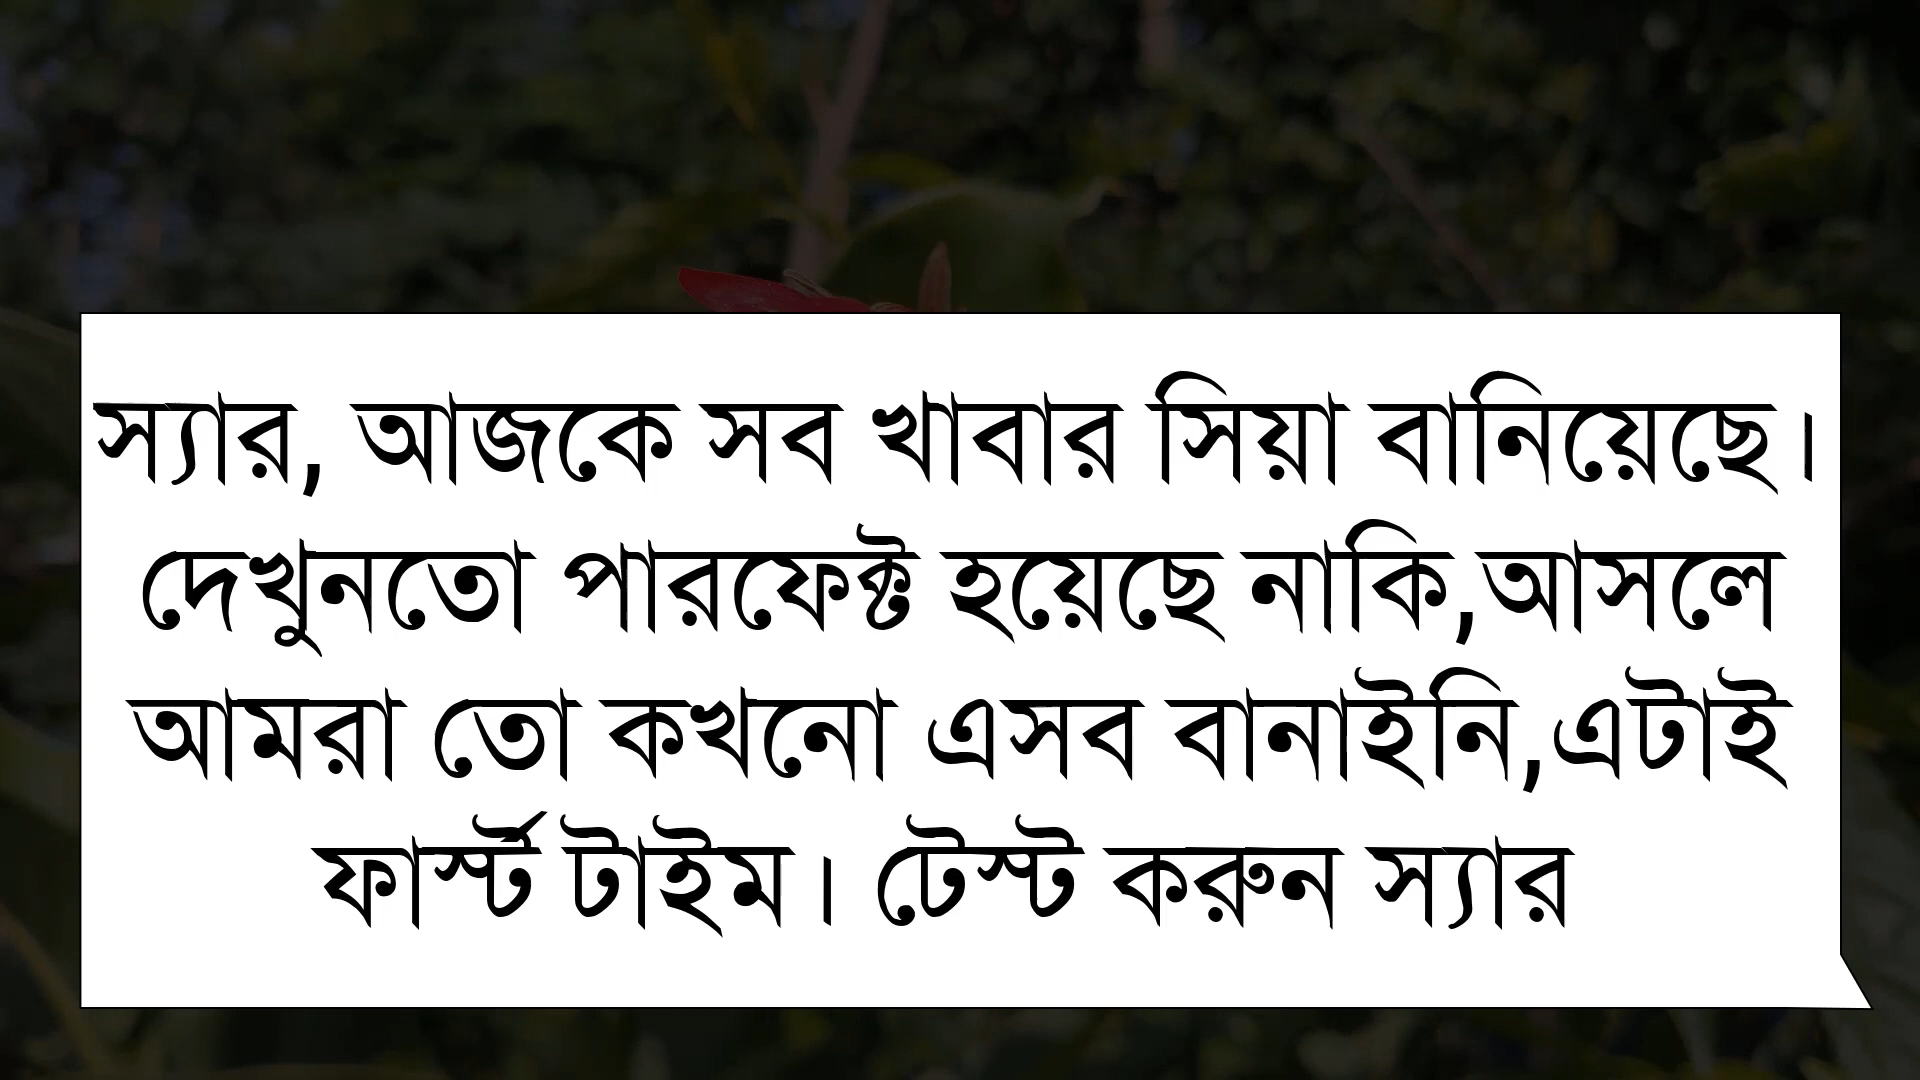 স্যার, আজকে সব খাবার সিয়া বানিয়েছে।
দেখুনতো পারফেক্ট হয়েছে নাকি,আসলে
আমরা তো কখনো এসব বানাইনি,এটাই
ফার্স্ট টাইম। টেস্ট করুন স্যার